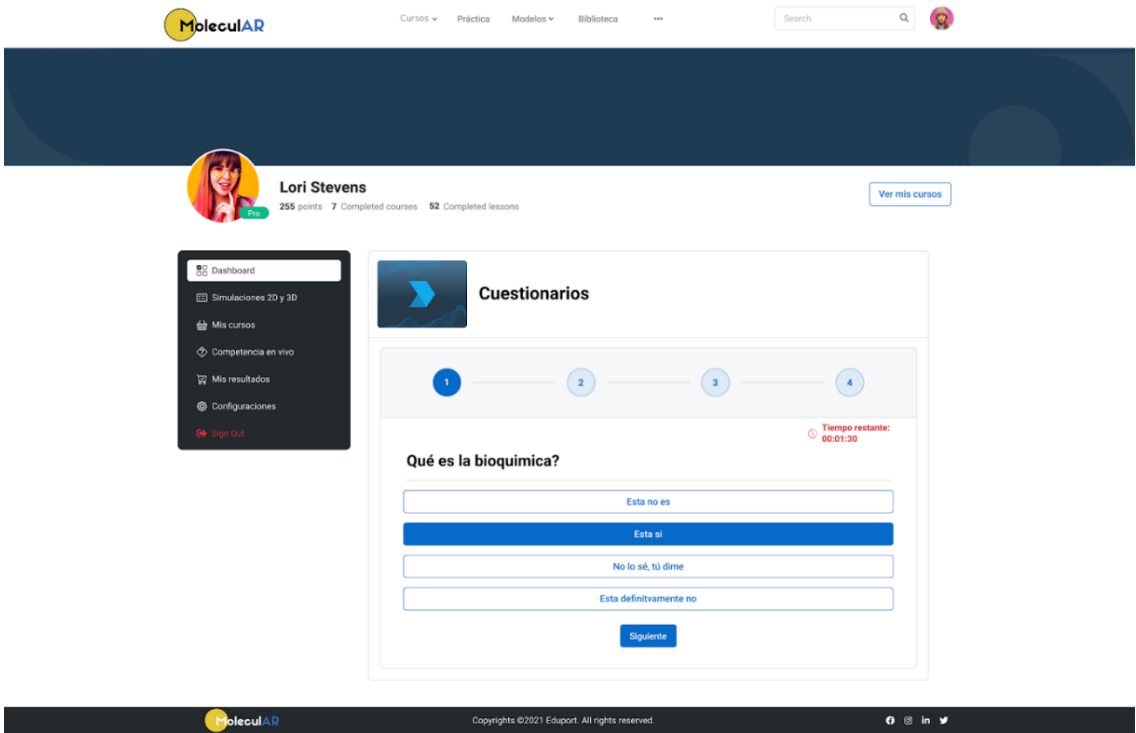 MoleculAR
Cursos Práctica Modelos Biblioteca ••• Search
Lori Stevens
Pro
255 points 7 Completed courses 52 Completed lessons
Ver mis cursos
Dashboard
Simulaciones 2D y 3D
Mis cursos
Competencia en vivo
Mis resultados
Configuraciones
Sign Out
Cuestionarios
1 2 3 4
Tiempo restante:
00:01:30
Qué es la bioquimica?
Esta no es
Esta si
No lo sé, tú dime
Esta definitvamente no
Siguiente
MoleculAR
Copyrights ©2021 Eduport. All rights reserved.